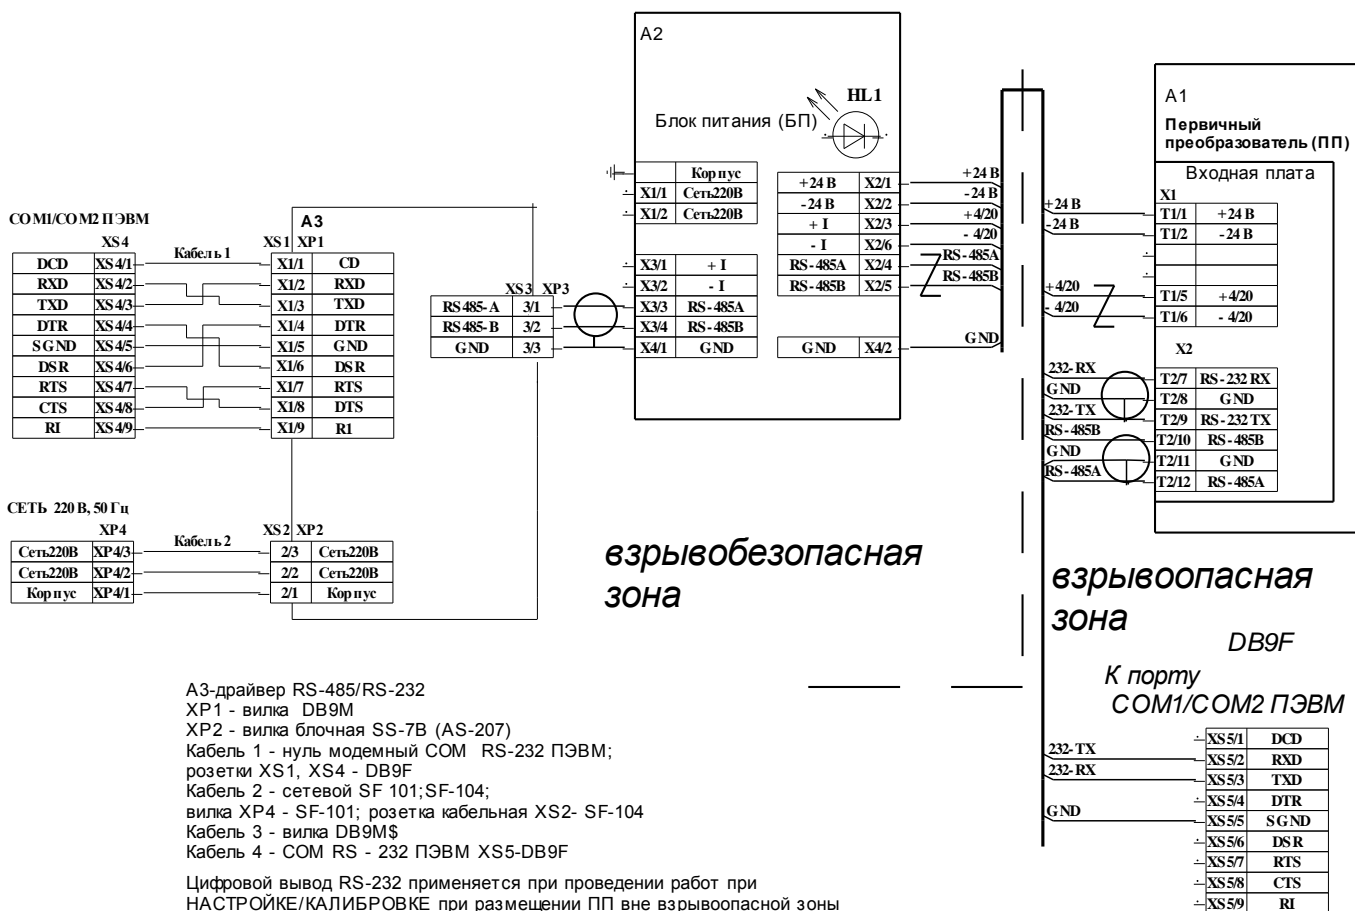 A2
HL1
Блок питания (БП)
Корпус
X1/1 Сеть220В
X1/2 Сеть220В
X3/1 + I
X3/2 - I
X3/3 RS-485A
X3/4 RS-485B
X4/1 GND
+24 В X2/1
-24 В X2/2
+ I X2/3
- I X2/6
RS-485A X2/4
RS-485B X2/5
GND X4/2
+24 В
-24 В
+4/20
- 4/20
RS-485A
RS-485B
GND
A1
Первичный
преобразователь (ПП)
Входная плата
X1
T1/1 +24 В
T1/2 -24 В
T1/5 +4/20
T1/6 - 4/20
X2
T2/7 RS-232 RX
T2/8 GND
T2/9 RS-232 TX
T2/10 RS-485B
T2/11 GND
T2/12 RS-485A
+24 В
-24 В
+4/20
- 4/20
232-RX
GND
232-TX
RS-485B
GND
RS-485A
COM1/COM2 ПЭВМ
XS4
Кабель 1
DCD XS4/1
RXD XS4/2
TXD XS4/3
DTR XS4/4
SGND XS4/5
DSR XS4/6
RTS XS4/7
CTS XS4/8
RI XS4/9
A3
XS1 XP1
X1/1 CD
X1/2 RXD
X1/3 TXD
X1/4 DTR
X1/5 GND
X1/6 DSR
X1/7 RTS
X1/8 DTS
X1/9 R1
XS3 XP3
RS485-A 3/1
RS485-B 3/2
GND 3/3
СЕТЬ 220 В, 50 Гц
XP4
Кабель 2
Сеть220В XP4/3
Сеть220В XP4/2
Корпус XP4/1
XS2 XP2
2/3 Сеть220В
2/2 Сеть220В
2/1 Корпус
взрывобезопасная
зона
взрывоопасная
зона
DB9F
К порту
COM1/COM2 ПЭВМ
232-TX
232-RX
GND
XS5/1 DCD
XS5/2 RXD
XS5/3 TXD
XS5/4 DTR
XS5/5 SGND
XS5/6 DSR
XS5/7 RTS
XS5/8 CTS
XS5/9 RI
А3-драйвер RS-485/RS-232
XP1 - вилка DB9M
XP2 - вилка блочная SS-7B (AS-207)
Кабель 1 - нуль модемный COM RS-232 ПЭВМ;
розетки XS1, XS4 - DB9F
Кабель 2 - сетевой SF 101;SF-104;
вилка XP4 - SF-101; розетка кабельная XS2- SF-104
Кабель 3 - вилка DB9M$
Кабель 4 - COM RS - 232 ПЭВМ XS5-DB9F
Цифровой вывод RS-232 применяется при проведении работ при
НАСТРОЙКЕ/КАЛИБРОВКЕ при размещении ПП вне взрывоопасной зоны